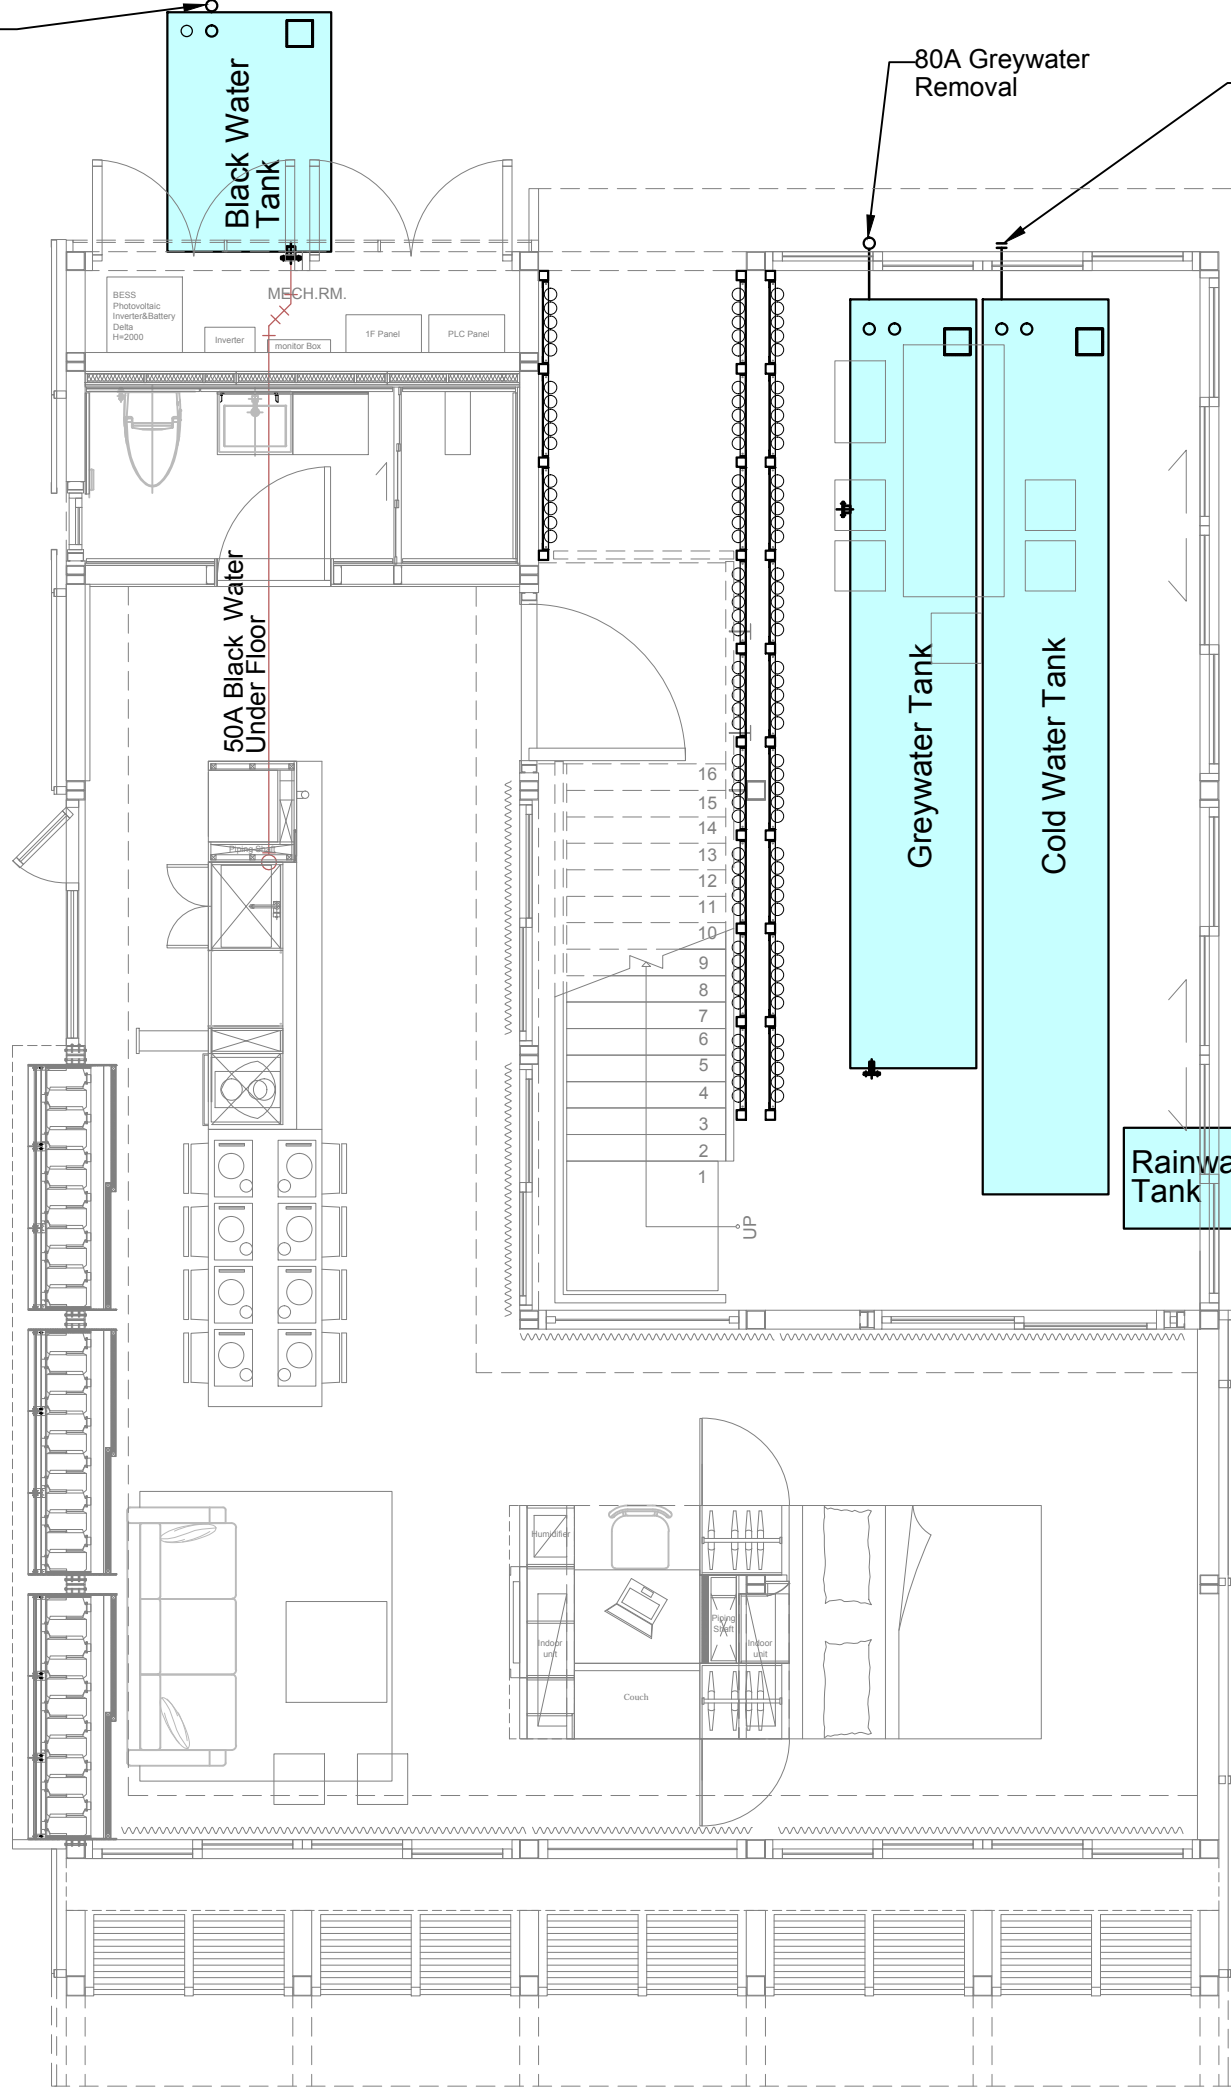 Black Water
Tank
80A Greywater
Removal
MECH.RM.
BESS
Photovoltaic
Inverter&Battery
Delta
H=2000
Inverter
monitor Box
1F Panel
PLC Panel
50A Black Water
Under Floor
Greywater Tank
Cold Water Tank
Piping Shaft
16
15
14
13
12
11
10
9
8
7
6
5
4
3
2
1
UP
Rainwa
Tank
Humidifier
Indoor
unit
Piping
Shaft
Indoor
unit
Couch